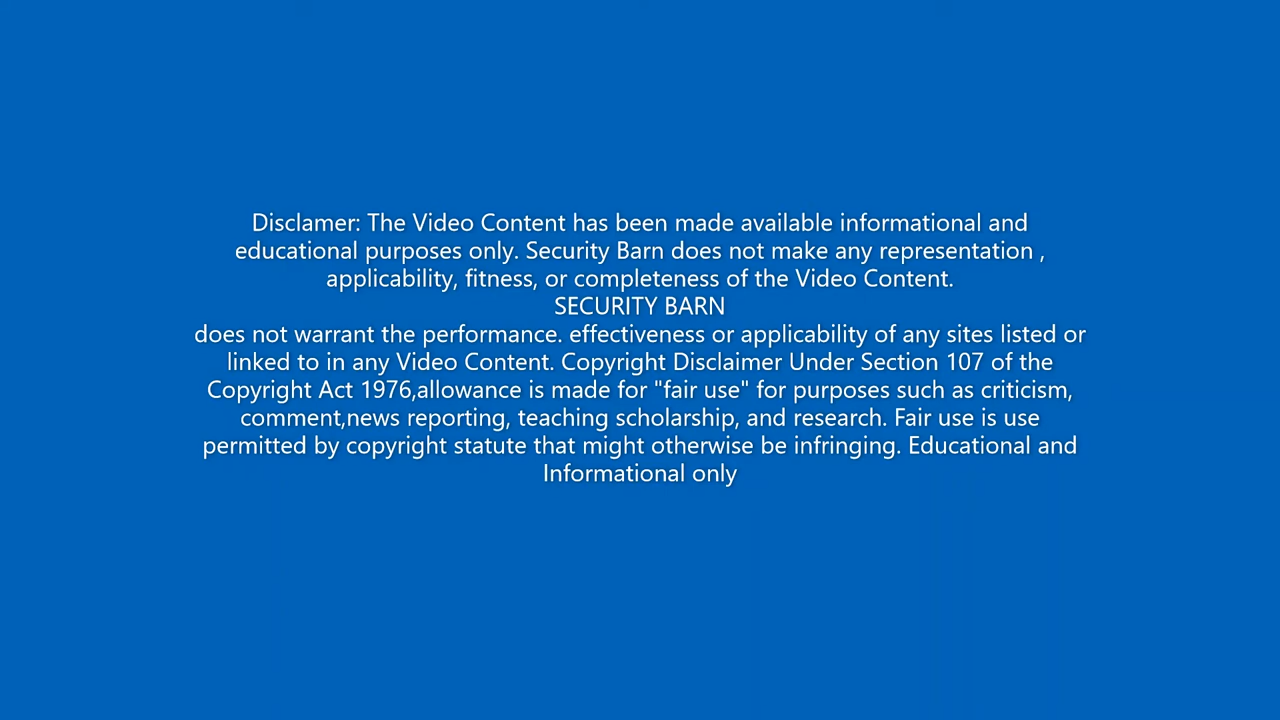 Disclamer: The Video Content has been made available informational and
educational purposes only. Security Barn does not make any representation ,
applicability, fitness, or completeness of the Video Content.
SECURITY BARN
does not warrant the performance. effectiveness or applicability of any sites listed or
linked to in any Video Content. Copyright Disclaimer Under Section 107 of the
Copyright Act 1976,allowance is made for "fair use" for purposes such as criticism,
comment,news reporting, teaching scholarship, and research. Fair use is use
permitted by copyright statute that might otherwise be infringing. Educational and
Informational only